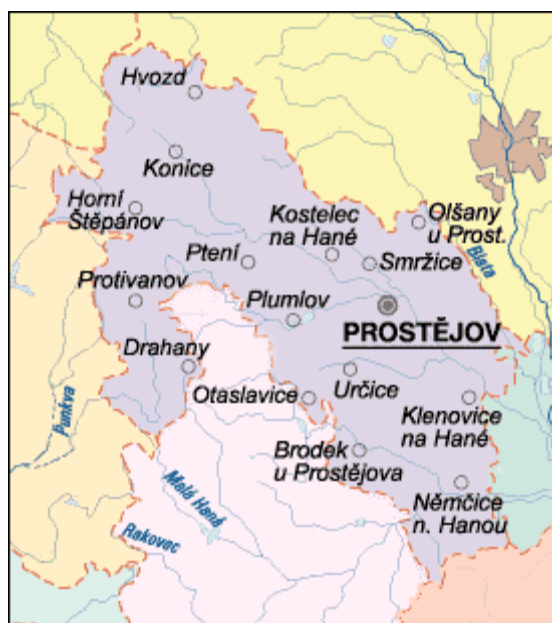 Hvozd
Konice
Horní
Štěpánov
Kostelec
na Hané
Olšany
u Prost.
Ptení
Smržice
Blata
Protivanov
Plumlov
PROSTĚJOV
Drahany
Určice
Otaslavice
Klenovice
na Hané
Punkva
Brodek
u Prostějova
Malá Haná
Němčice
n. Hanou
Rakovec